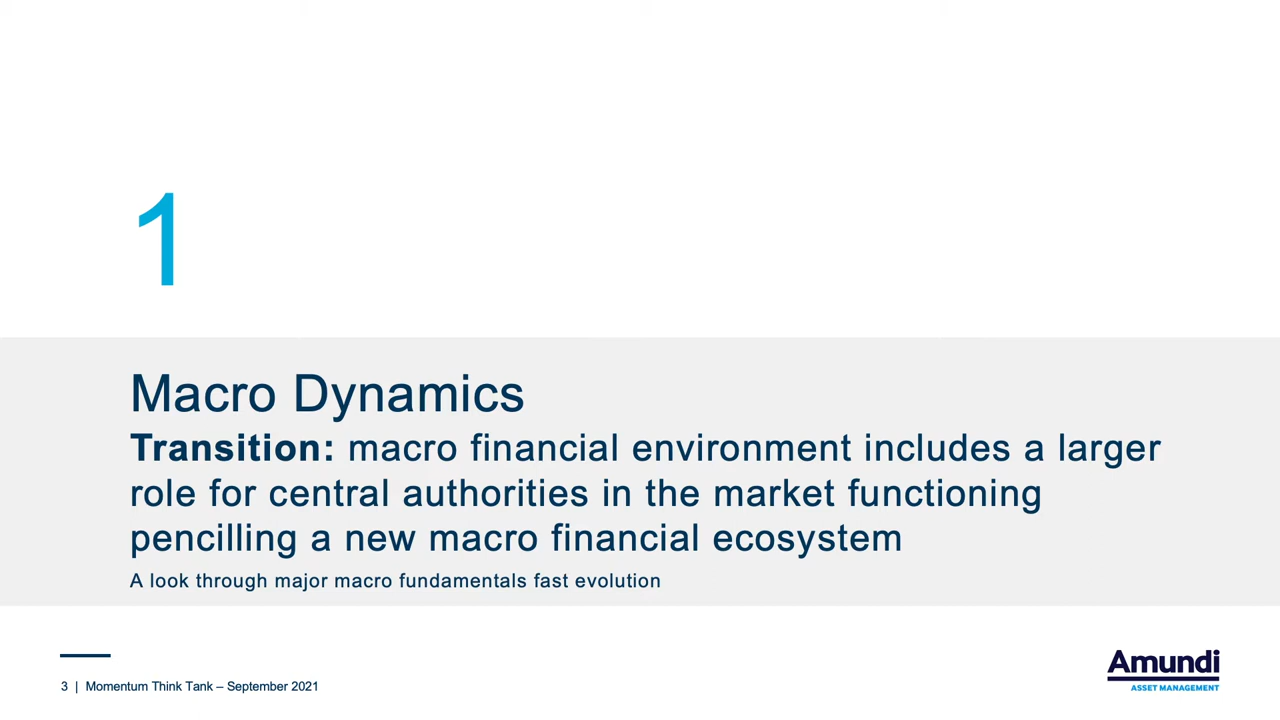 1
Macro Dynamics
Transition: macro financial environment includes a larger
role for central authorities in the market functioning
pencilling a new macro financial ecosystem
A look through major macro fundamentals fast evolution
3 | Momentum Think Tank – September 2021
Amundi
ASSET MANAGEMENT